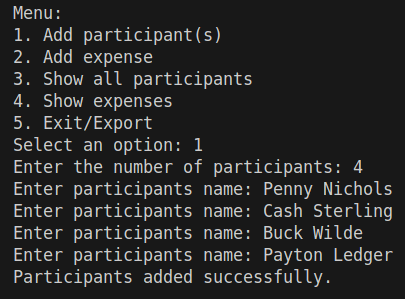 Menu:
1. Add participant(s)
2. Add expense
3. Show all participants
4. Show expenses
5. Exit/Export
Select an option: 1
Enter the number of participants: 4
Enter participants name: Penny Nichols
Enter participants name: Cash Sterling
Enter participants name: Buck Wilde
Enter participants name: Payton Ledger
Participants added successfully.